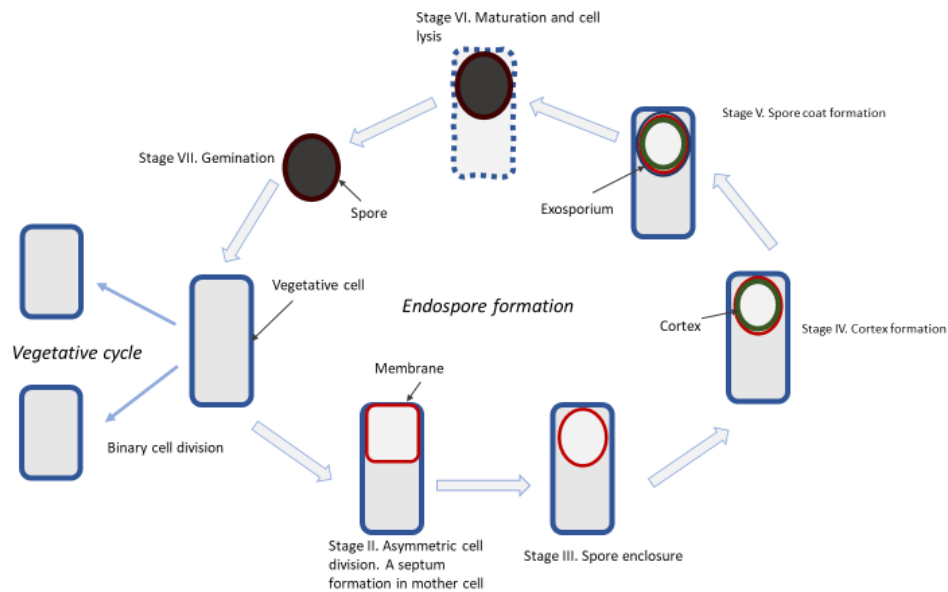 Stage VI. Maturation and cell
lysis
Stage V. Spore coat formation
Stage VII. Gemination
Spore
Exosporium
Vegetative cell
Endospore formation
Cortex
Stage IV. Cortex formation
Vegetative cycle
Membrane
Binary cell division
Stage II. Asymmetric cell
division. A septum
formation in mother cell
Stage III. Spore enclosure